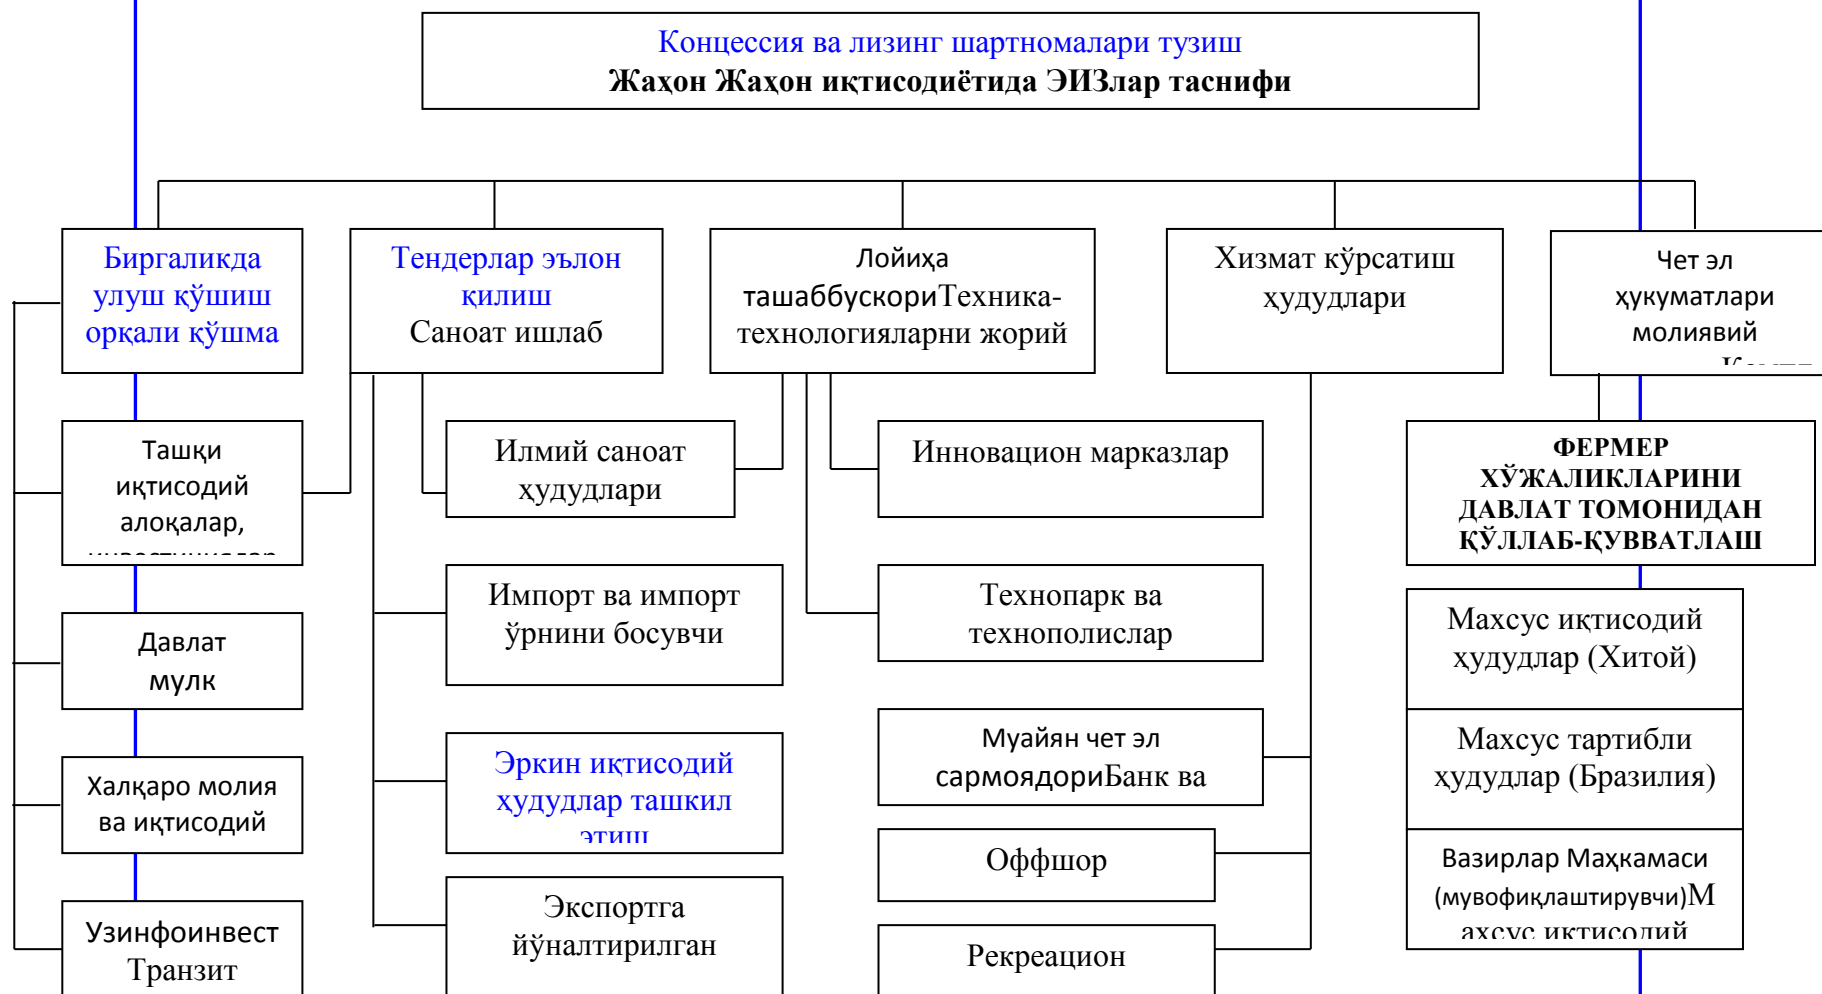 Концессия ва лизинг шартномалари тузиш
Жаҳон Жаҳон иқтисодиётида ЭИЗлар таснифи
Биргаликда
улуш қўшиш
орқали қўшма
Тендерлар эълон
қилиш
Саноат ишлаб
Лойиҳа
ташаббускориТехника-
технологияларни жорий
Хизмат кўрсатиш
ҳудудлари
Чет эл
ҳукуматлари
молиявий
Ташқи
иқтисодий
алоқалар,
инвестициялар
Илмий саноат
ҳудудлари
Инновацион марказлар
ФЕРМЕР
ХЎЖАЛИКЛАРИНИ
ДАВЛАТ ТОМОНИДАН
ҚЎЛЛАБ-ҚУВВАТЛАШ
Давлат
мулк
Импорт ва импорт
ўрнини босувчи
Технопарк ва
технополислар
Махсус иқтисодий
ҳудудлар (Хитой)
Халқаро молия
ва иқтисодий
Эркин иқтисодий
ҳудудлар ташкил
этиш
Муайян чет эл
сармоядориБанк ва
Махсус тартибли
ҳудудлар (Бразилия)
Оффшор
Вазирлар Маҳкамаси
(мувофиқлаштирувчи)М
ахсус иқтисодий
Узинфоинвест
Транзит
Экспортга
йўналтирилган
Рекреацион